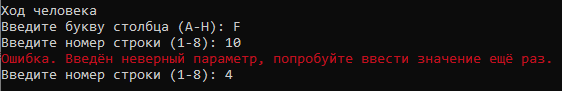 Ход человека
Введите букву столбца (A-H): F
Введите номер строки (1-8): 10
Ошибка. Введён неверный параметр, попробуйте ввести значение ещё раз.
Введите номер строки (1-8): 4